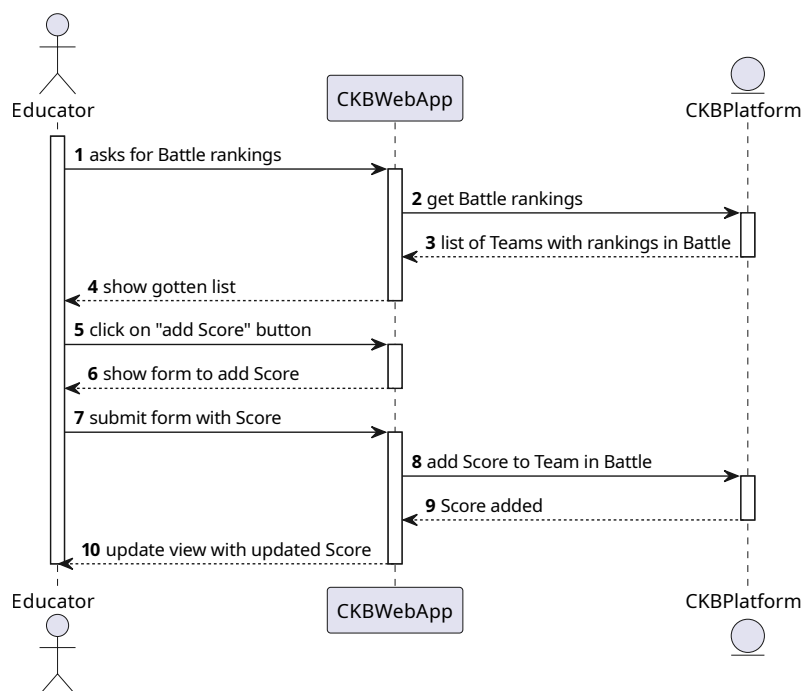 Educator
CKBWebApp
CKBPlatform
1 asks for Battle rankings
2 get Battle rankings
3 list of Teams with rankings in Battle
4 show gotten list
5 click on "add Score" button
6 show form to add Score
7 submit form with Score
8 add Score to Team in Battle
9 Score added
10 update view with updated Score
Educator
CKBWebApp
CKBPlatform